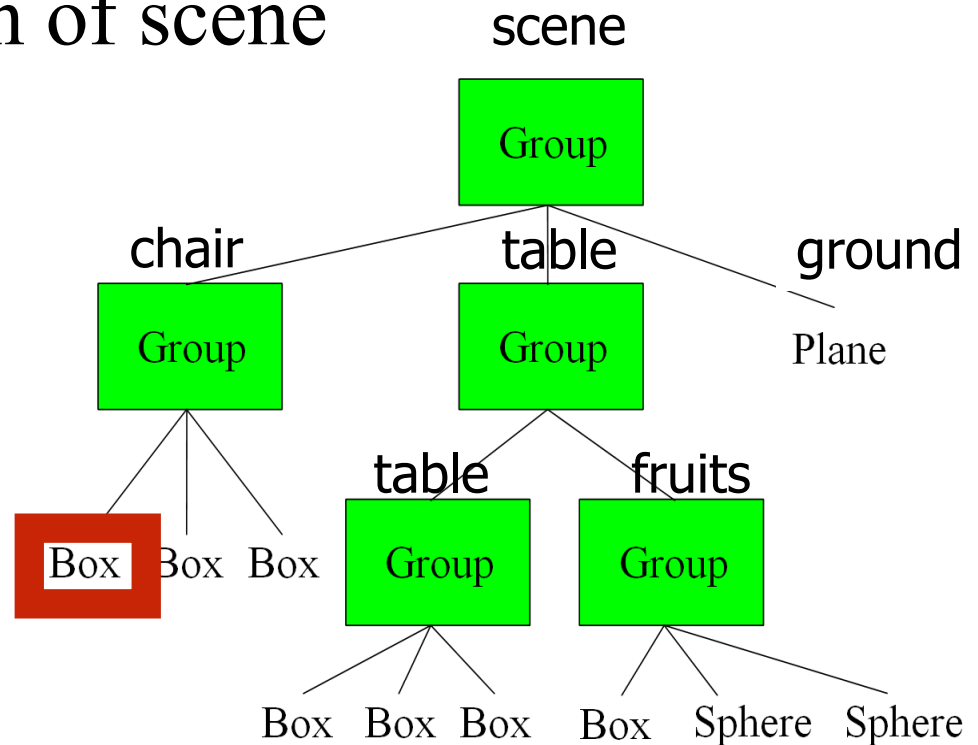 n of scene
scene
Group
chair
table
ground
Group
Group
Plane
table
fruits
Box
Box
Box
Group
Group
Box
Box
Box
Box
Sphere
Sphere